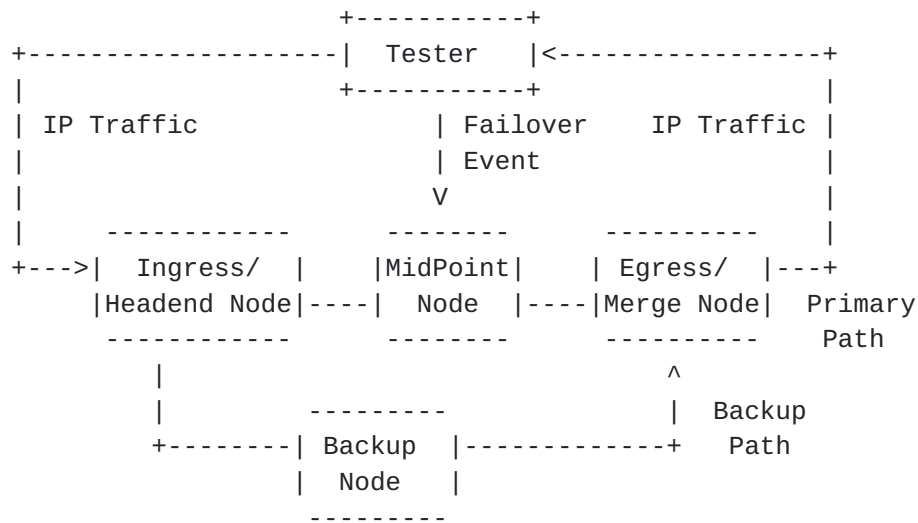 Tester
IP Traffic | Failover IP Traffic
Event
V
Ingress/ MidPoint Egress/
Headend Node Node Merge Node Primary
Path
^
Backup
Backup Path
Node